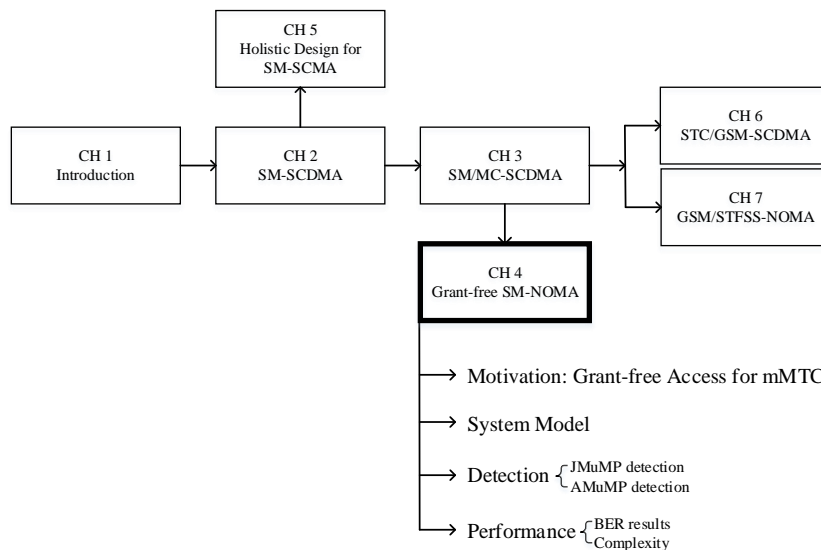 CH 5
Holistic Design for
SM-SCMA
CH 1
Introduction
CH 2
SM-SCDMA
CH 3
SM/MC-SCDMA
CH 6
STC/GSM-SCDMA
CH 7
GSM/STFSS-NOMA
CH 4
Grant-free SM-NOMA
Motivation: Grant-free Access for mMTC
System Model
Detection
JMuMP detection
AMuMP detection
Performance
BER results
Complexity